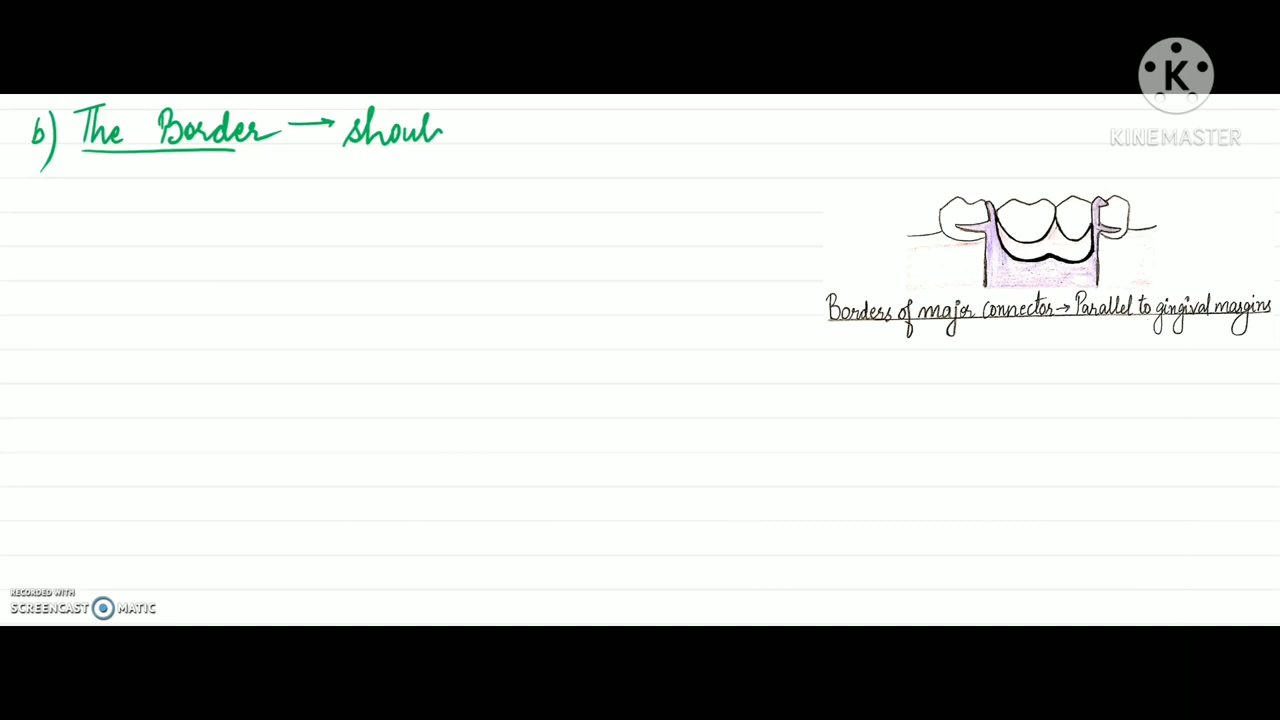 b) The Border → shoul
K
KINEMASTER
Borders of major connector → Parallel to gingival margins
RECORDED WITH
SCREENCAST MATIC